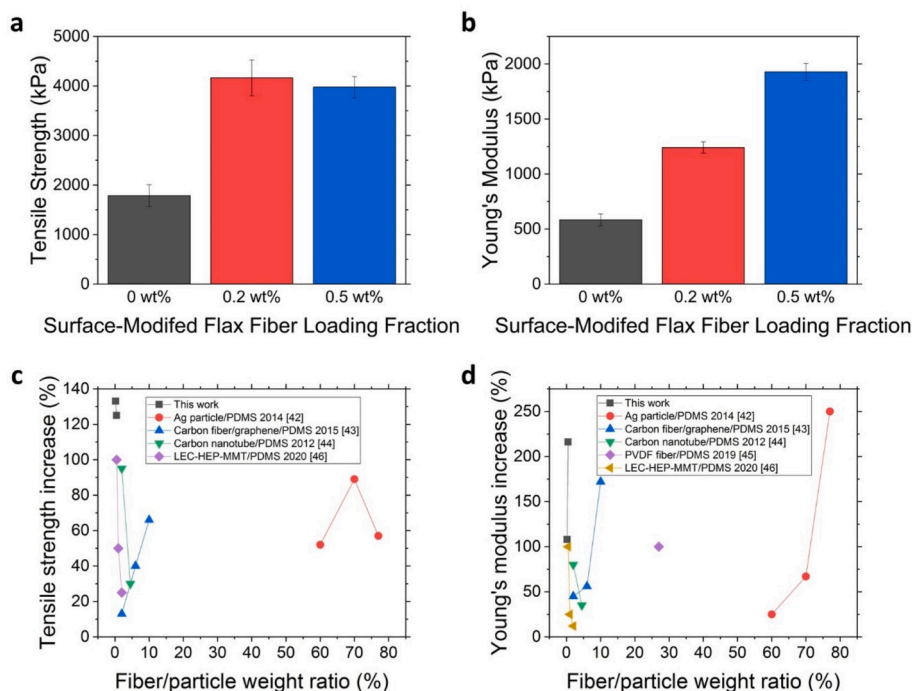 a
Tensile Strength (kPa)
5000
4000
3000
2000
1000
0
0 wt% 0.2 wt% 0.5 wt%
Surface-Modifed Flax Fiber Loading Fraction
b
Young's Modulus (kPa)
2000
1500
1000
500
0
0 wt% 0.2 wt% 0.5 wt%
Surface-Modifed Flax Fiber Loading Fraction
c
Tensile strength increase (%)
140
120
100
80
60
40
20
0
This work
Ag particle/PDMS 2014 [42]
Carbon fiber/graphene/PDMS 2015 [43]
Carbon nanotube/PDMS 2012 [44]
LEC-HEP-MMT/PDMS 2020 [46]
0 10 20 30 40 50 60 70 80
Fiber/particle weight ratio (%)
d
Young's modulus increase (%)
250
200
150
100
50
0
This work
Ag particle/PDMS 2014 [42]
Carbon fiber/graphene/PDMS 2015 [43]
Carbon nanotube/PDMS 2012 [44]
PVDF fiber/PDMS 2019 [45]
LEC-HEP-MMT/PDMS 2020 [46]
0 10 20 30 40 50 60 70 80
Fiber/particle weight ratio (%)